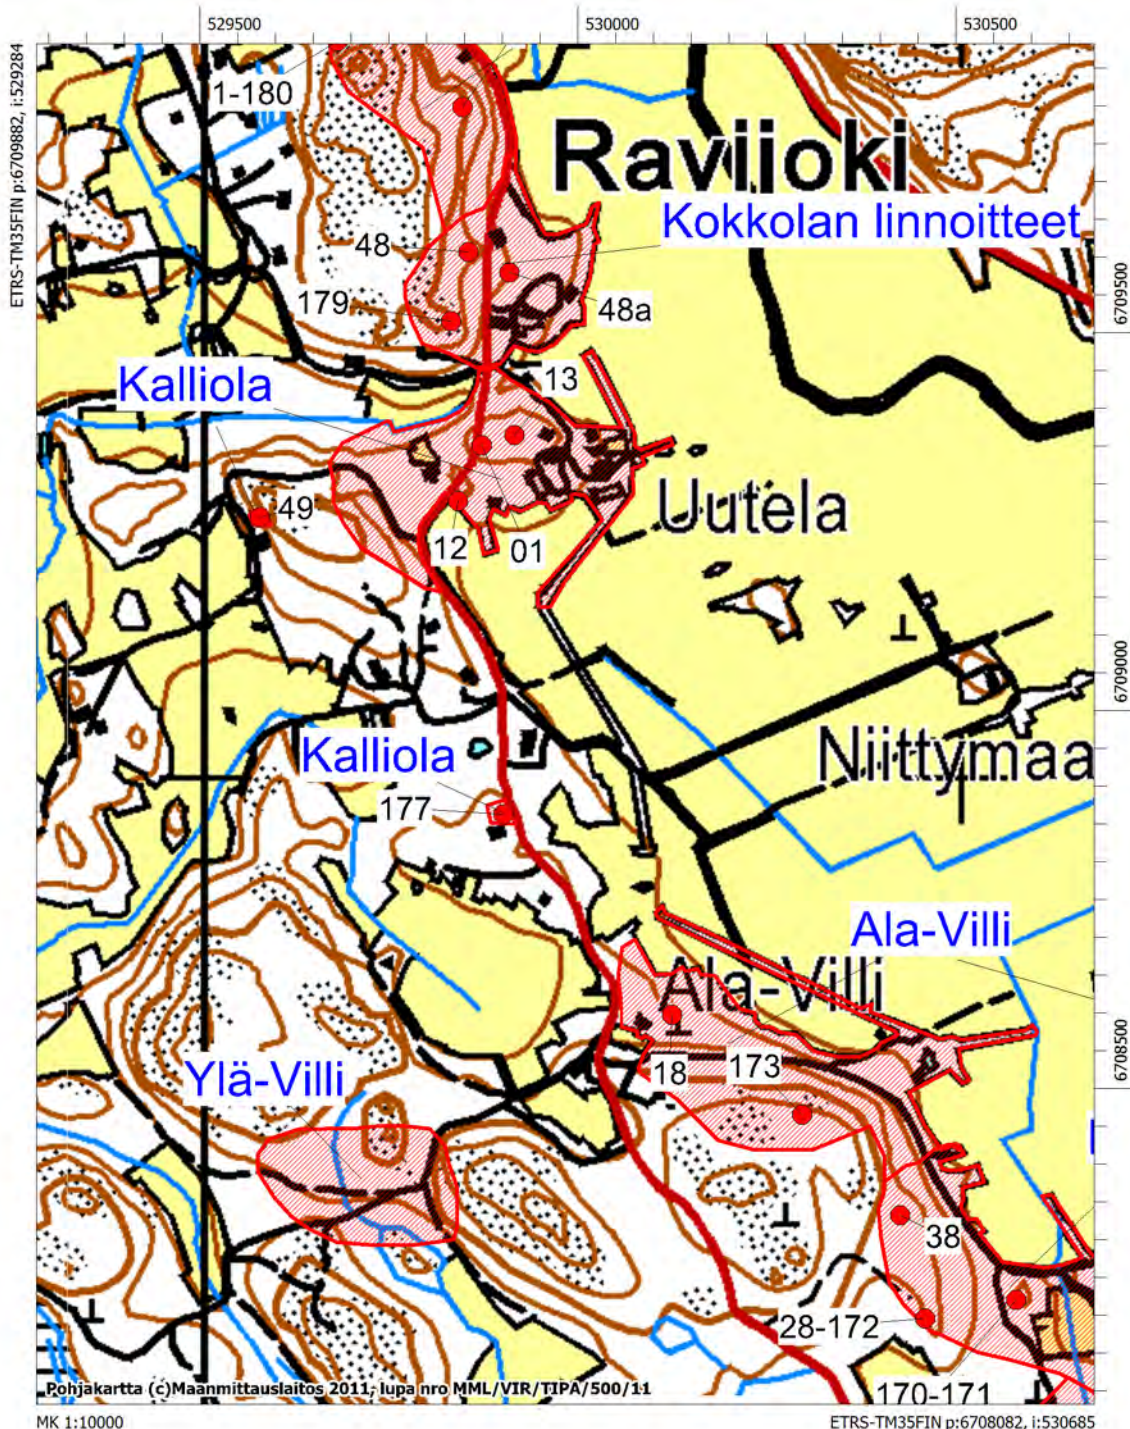 529500
530000
530500
ETRS-TM35FIN p:6709882, i:529284
1-180
Raviijoki
Kokkolan linnoitteet
48
179
48a
6709500
Kalliola
13
49
Uutela
12
01
6709000
Kalliola
Niittymaa
177
Ala-Villi
Ala-Villi
6708500
18
173
Ylä-Villi
38
28-172
170-171
Pohjakartta (c)Maanmittauslaitos 2011, lupa nro MML/VIR/TIPA/500/11
MK 1:10000
ETRS-TM35FIN p:6708082, i:530685